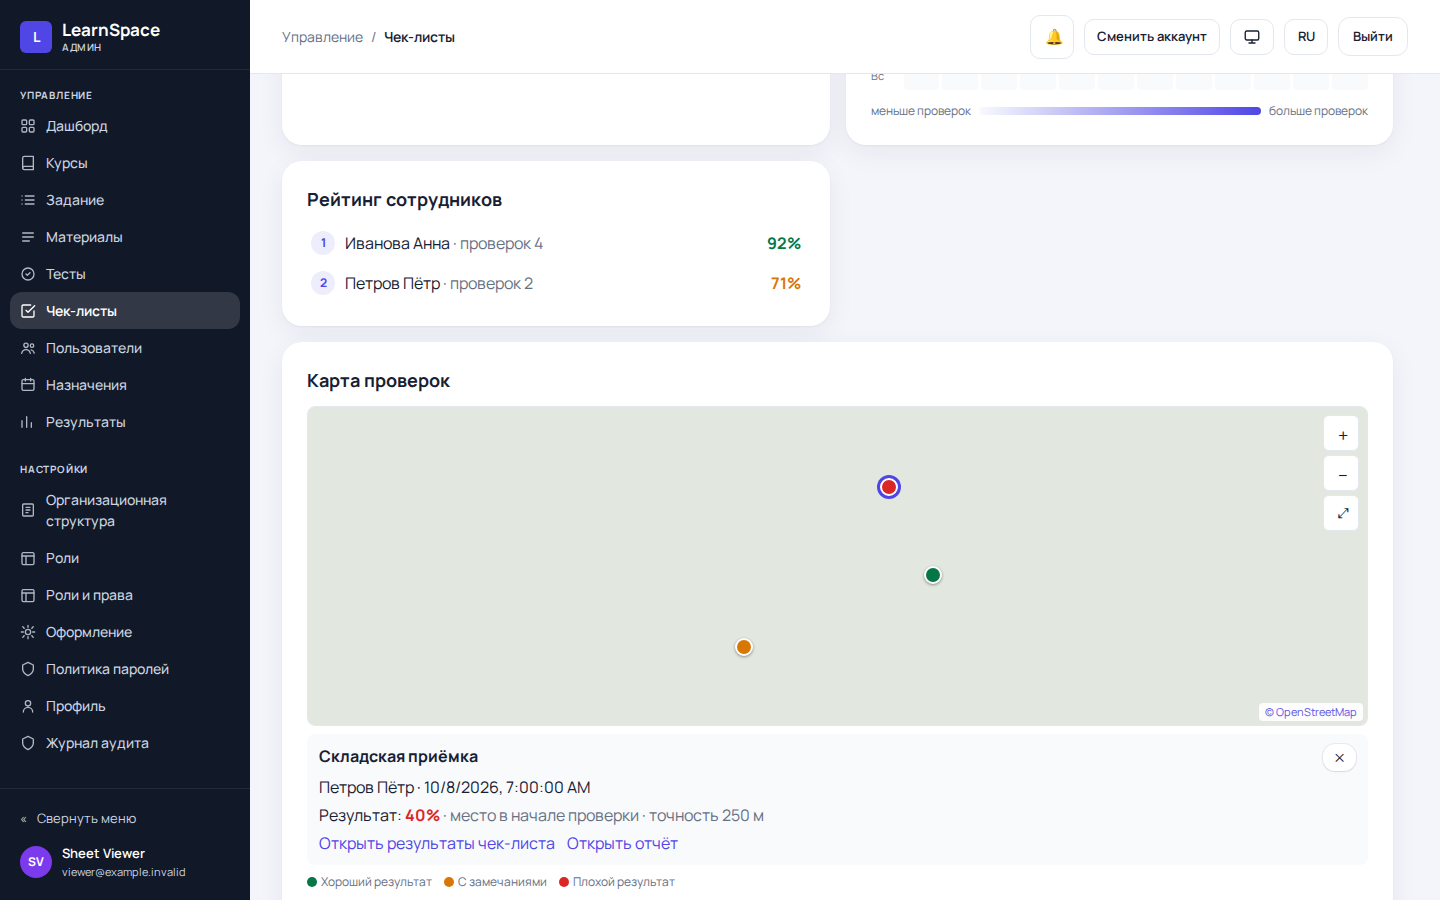 L
LearnSpace
АДМИН
Управление / Чек-листы
🔔
Сменить аккаунт
RU
Выйти
УПРАВЛЕНИЕ
Дашборд
Курсы
Задание
Материалы
Тесты
Чек-листы
Пользователи
Назначения
Результаты
НАСТРОЙКИ
Организационная
структура
Роли
Роли и права
Оформление
Политика паролей
Профиль
Журнал аудита
« Свернуть меню
SV
Sheet Viewer
viewer@example.invalid
Вс
меньше проверок
больше проверок
Рейтинг сотрудников
1 Иванова Анна · проверок 4 92%
2 Петров Пётр · проверок 2 71%
Карта проверок
+
−
⤢
© OpenStreetMap
Складская приёмка
×
Петров Пётр · 10/8/2026, 7:00:00 AM
Результат: 40% · место в начале проверки · точность 250 м
Открыть результаты чек-листа Открыть отчёт
Хороший результат С замечаниями Плохой результат